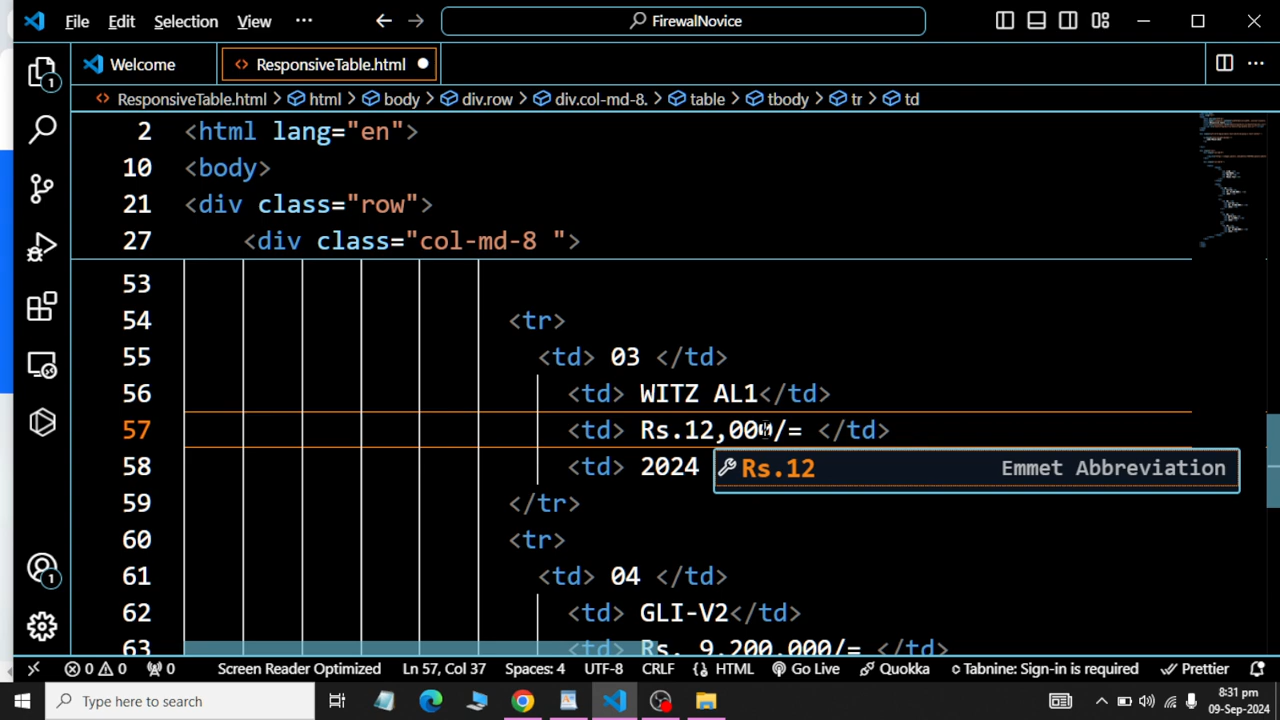 File Edit Selection View ··· FirewalNovice
Welcome ResponsiveTable.html
ResponsiveTable.html > html > body > div.row > div.col-md-8. > table > tbody > tr > td
2 <html lang="en">
10 <body>
21 <div class="row">
27 <div class="col-md-8 ">
53
54 <tr>
55 <td> 03 </td>
56 <td> WITZ AL1</td>
57 <td> Rs.12,000/= </td>
58 <td> 2024
Rs.12 Emmet Abbreviation
59 </tr>
60 <tr>
61 <td> 04 </td>
62 <td> GLI-V2</td>
63 <td> Rs. 9,200,000/= </td>
0 0 0 Screen Reader Optimized Ln 57, Col 37 Spaces: 4 UTF-8 CRLF {} HTML Go Live Quokka Tabnine: Sign-in is required Prettier
Type here to search
8:31 pm
09-Sep-2024